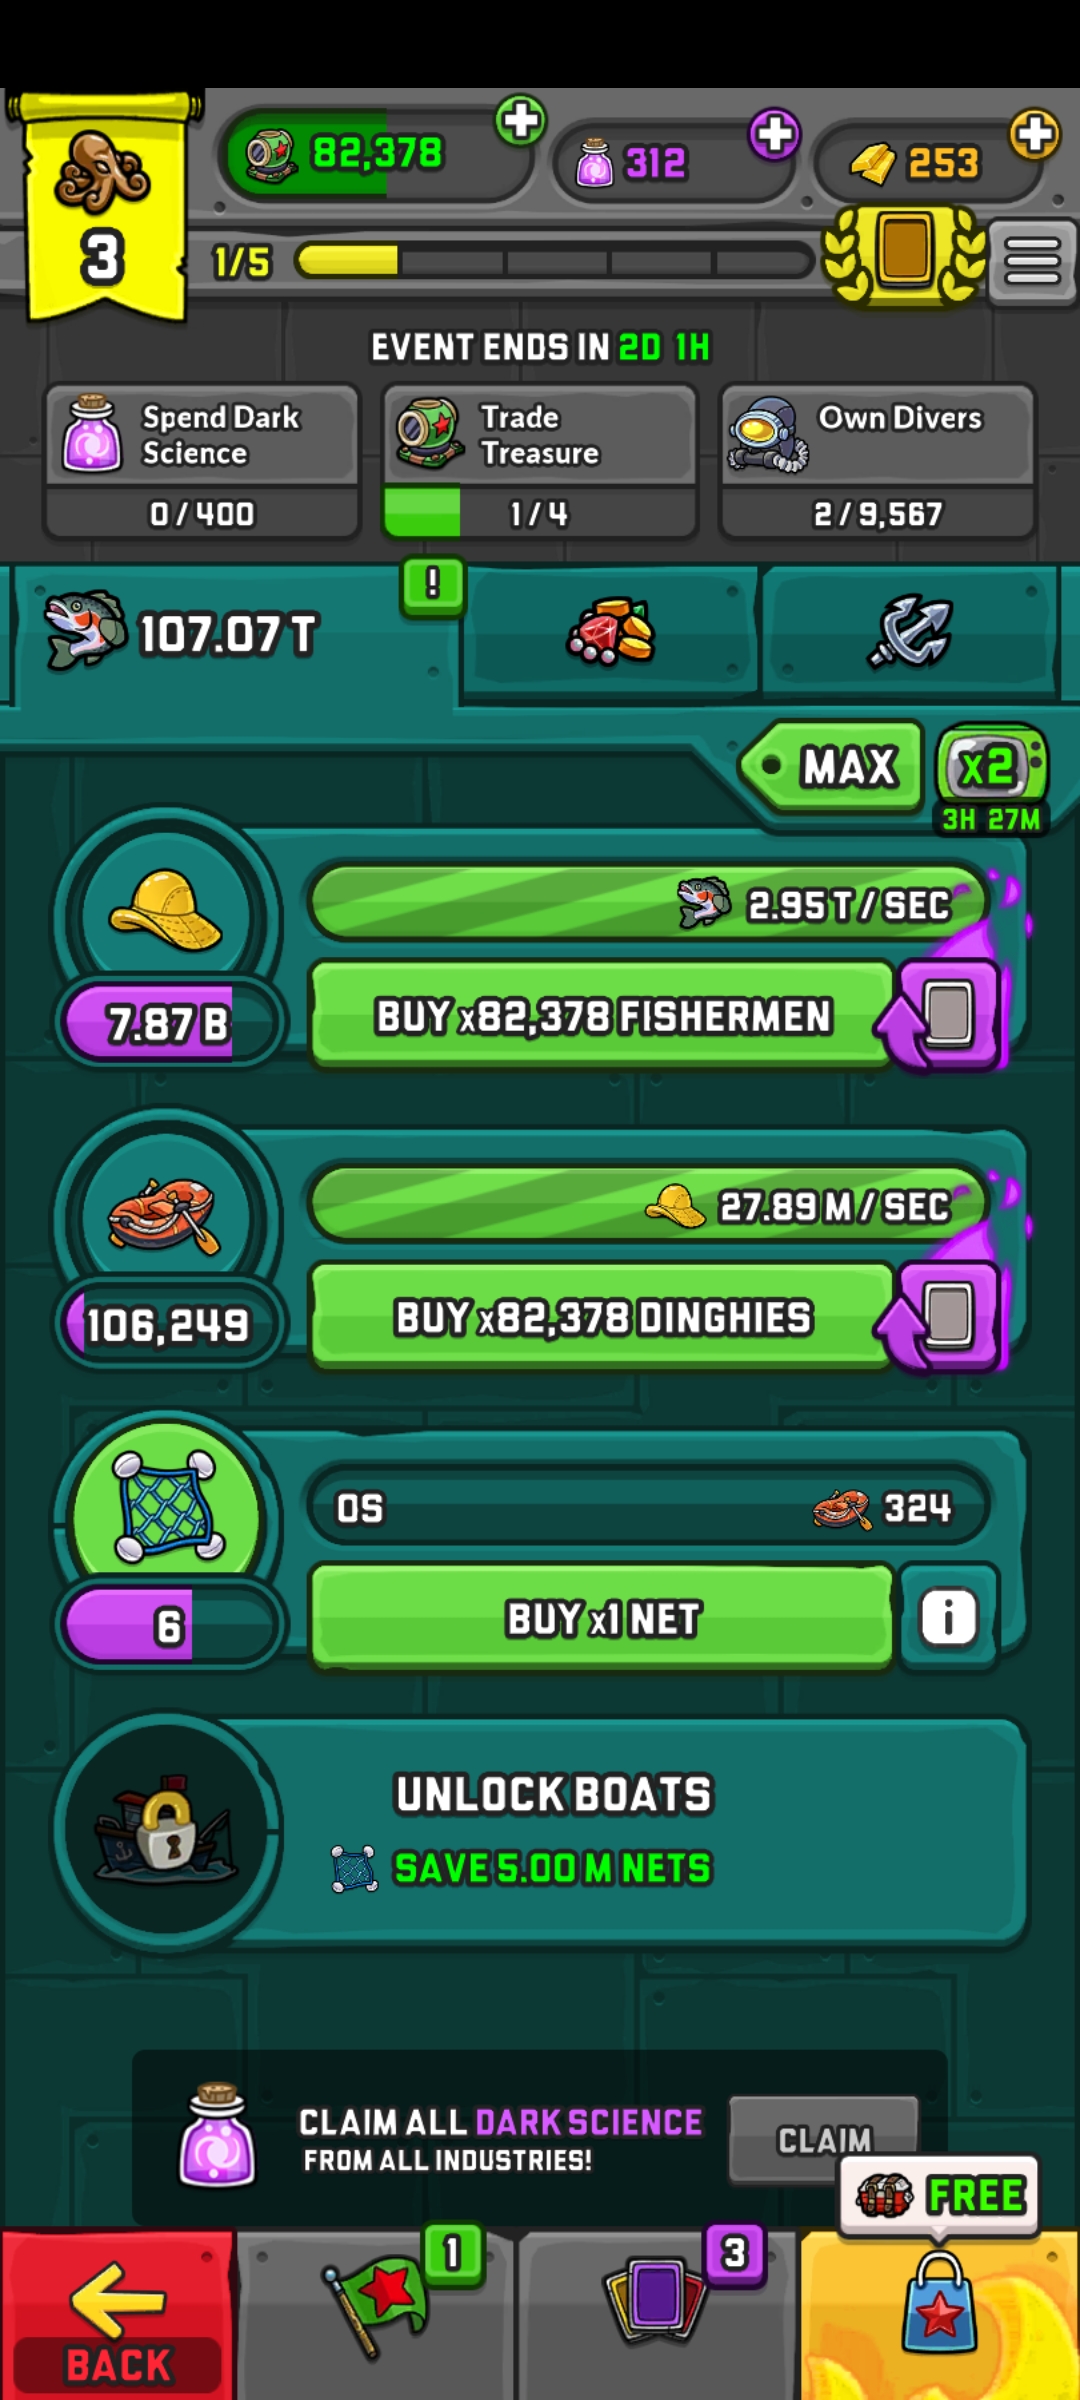 82,378
312
253
3
1/5
EVENT ENDS IN 2D 1H
Spend Dark
Science
0/400
Trade
Treasure
1/4
Own Divers
2/9,567
!
107.07 T
MAX
x2
3H 27M
2.95 T/SEC
7.87 B
BUY x82,378 FISHERMEN
27.89 M/SEC
106,249
BUY x82,378 DINGHIES
0S
324
6
BUY x1 NET
i
UNLOCK BOATS
SAVE 5.00 M NETS
CLAIM ALL DARK SCIENCE
FROM ALL INDUSTRIES!
CLAIM
FREE
1
3
BACK